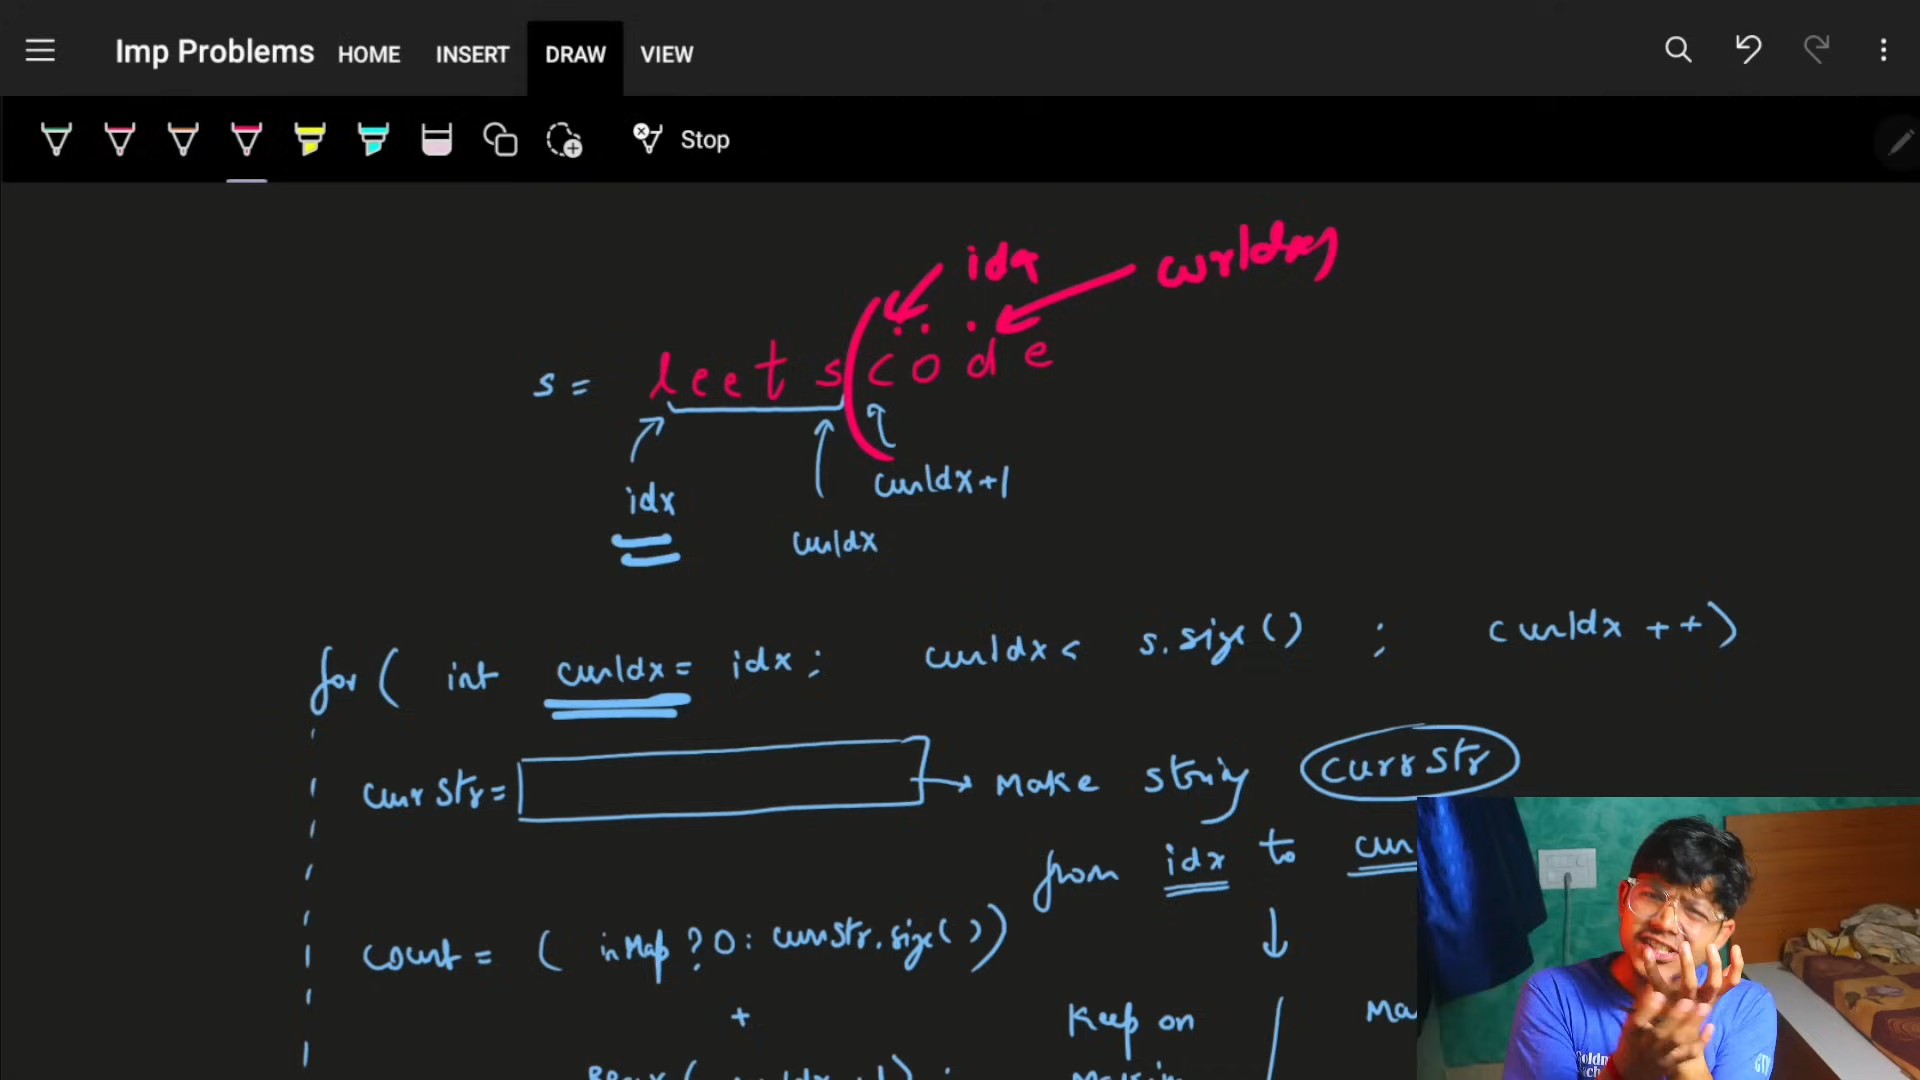 Imp Problems HOME INSERT DRAW VIEW
Stop
idx currIdx
s = leetscode
idx currIdx currIdx+1
for ( int currIdx = idx ; currIdx < s.size() ; currIdx ++)
currStr = → Make string currStr
from idx to
count = ( inMap ? 0 : currStr.size() )
+
Keep on